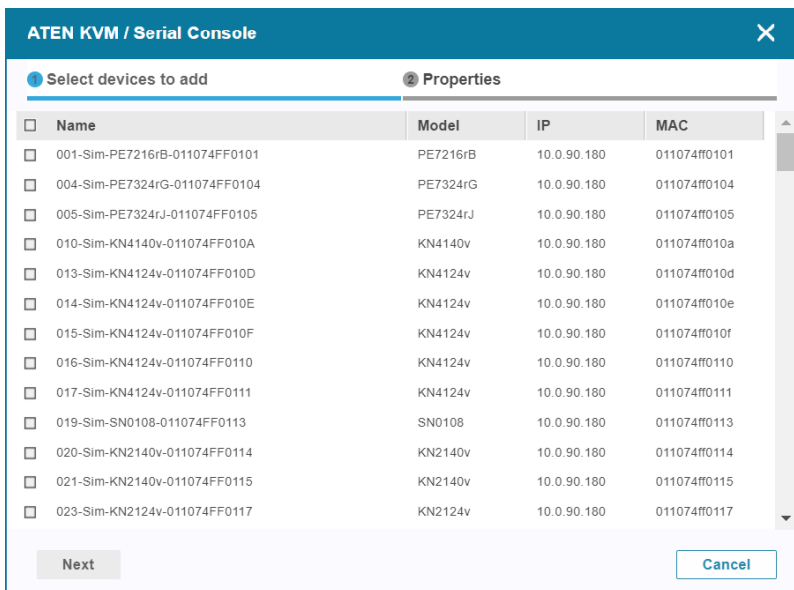 ATEN KVM / Serial Console
1 Select devices to add 2 Properties
Name Model IP MAC
001-Sim-PE7216rB-011074FF0101 PE7216rB 10.0.90.180 011074ff0101
004-Sim-PE7324rG-011074FF0104 PE7324rG 10.0.90.180 011074ff0104
005-Sim-PE7324rJ-011074FF0105 PE7324rJ 10.0.90.180 011074ff0105
010-Sim-KN4140v-011074FF010A KN4140v 10.0.90.180 011074ff010a
013-Sim-KN4124v-011074FF010D KN4124v 10.0.90.180 011074ff010d
014-Sim-KN4124v-011074FF010E KN4124v 10.0.90.180 011074ff010e
015-Sim-KN4124v-011074FF010F KN4124v 10.0.90.180 011074ff010f
016-Sim-KN4124v-011074FF0110 KN4124v 10.0.90.180 011074ff0110
017-Sim-KN4124v-011074FF0111 KN4124v 10.0.90.180 011074ff0111
019-Sim-SN0108-011074FF0113 SN0108 10.0.90.180 011074ff0113
020-Sim-KN2140v-011074FF0114 KN2140v 10.0.90.180 011074ff0114
021-Sim-KN2140v-011074FF0115 KN2140v 10.0.90.180 011074ff0115
023-Sim-KN2124v-011074FF0117 KN2124v 10.0.90.180 011074ff0117
Next Cancel